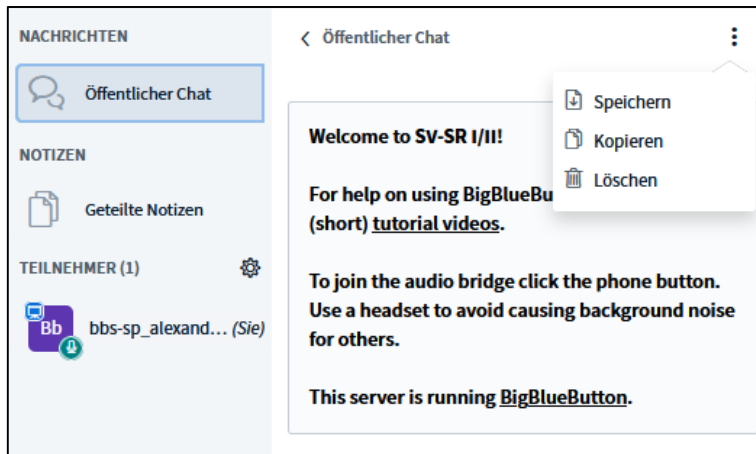 NACHRICHTEN
Öffentlicher Chat
NOTIZEN
Geteilte Notizen
TEILNEHMER (1)
Bb bbs-sp_alexand... (Sie)
Öffentlicher Chat
Speichern
Kopieren
Löschen
Welcome to SV-SR I/II!
For help on using BigBlueBu
(short) tutorial videos.
To join the audio bridge click the phone button.
Use a headset to avoid causing background noise
for others.
This server is running BigBlueButton.